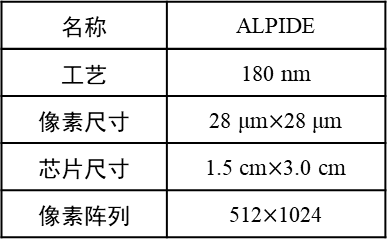 名称 ALPIDE
工艺 180 nm
像素尺寸 28 μm×28 μm
芯片尺寸 1.5 cm×3.0 cm
像素阵列 512×1024